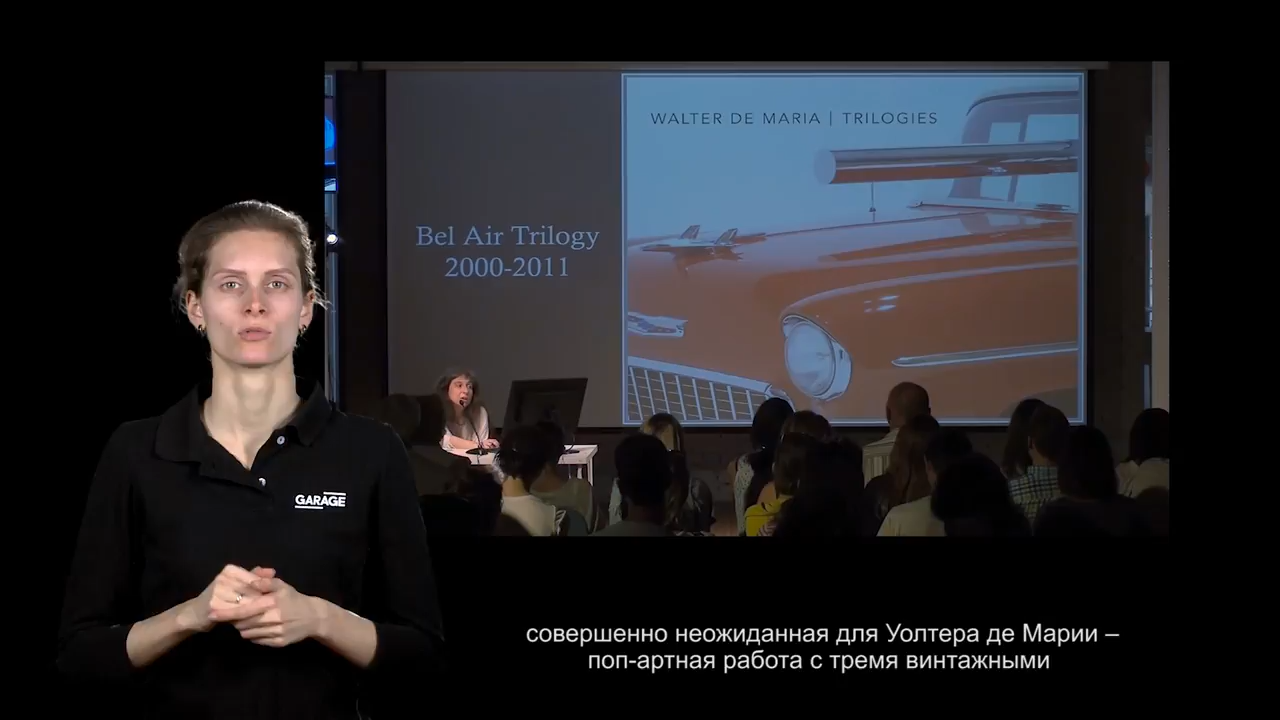 WALTER DE MARIA | TRILOGIES
Bel Air Trilogy
2000-2011
GARAGE
совершенно неожиданная для Уолтера де Марии –
поп-артная работа с тремя винтажными